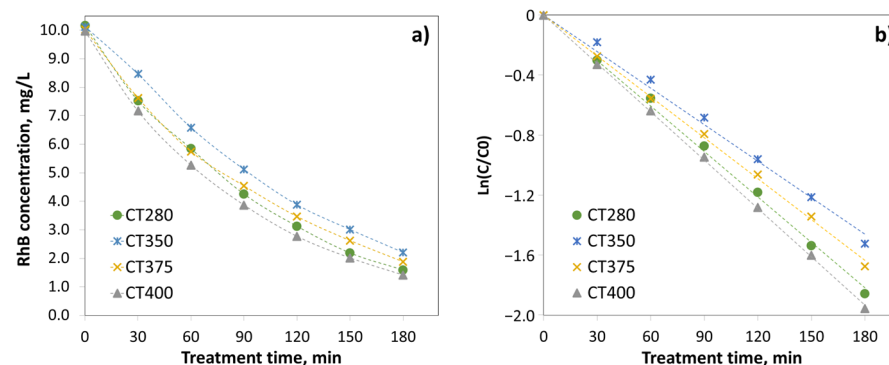 a)
RhB concentration, mg/L
10.0
9.0
8.0
7.0
6.0
5.0
4.0
3.0
2.0
1.0
0.0
CT280
CT350
CT375
CT400
0 30 60 90 120 150 180
Treatment time, min
b)
Ln(C/C0)
0
−0.4
−0.8
−1.2
−1.6
−2.0
CT280
CT350
CT375
CT400
0 30 60 90 120 150 180
Treatment time, min